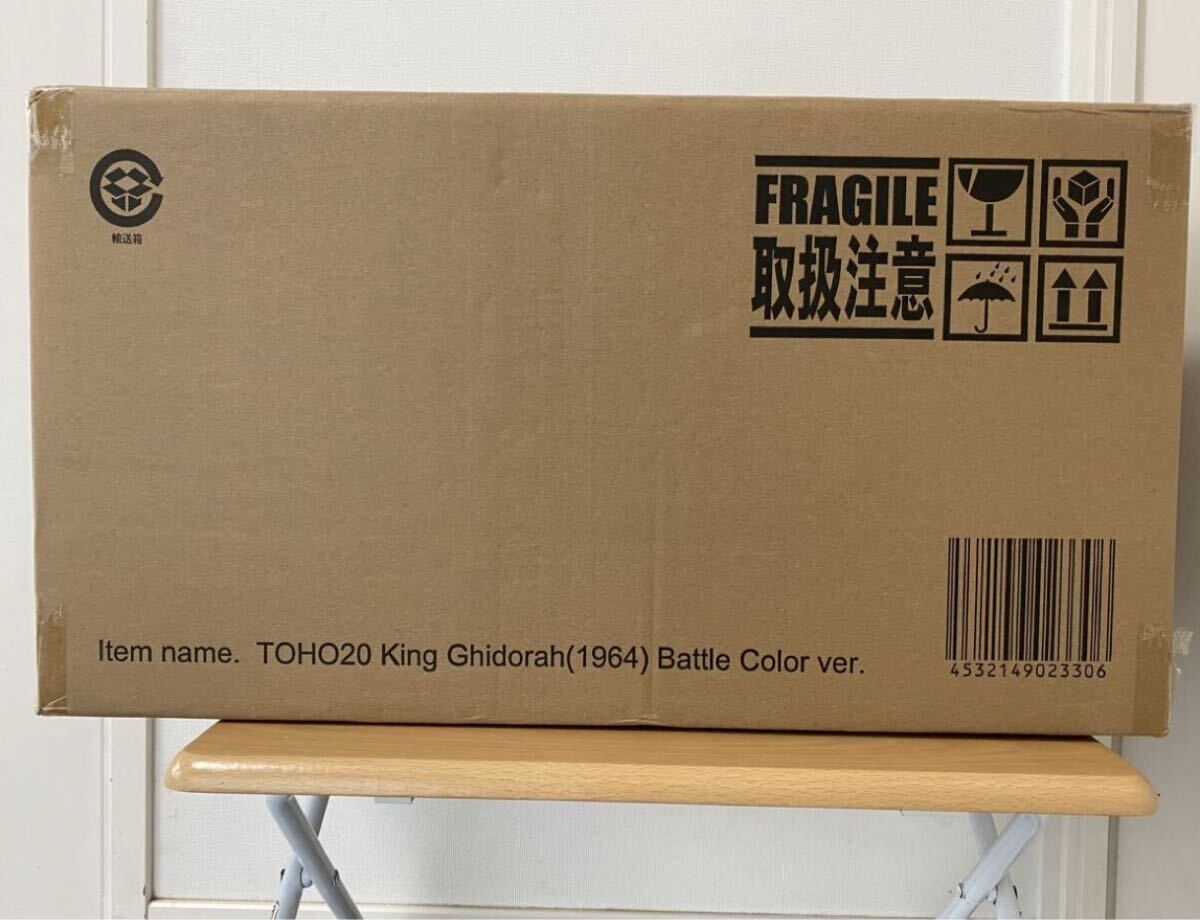 輸送箱
FRAGILE
取扱注意
Item name. TOHO20 King Ghidorah(1964) Battle Color ver.
4532149023306